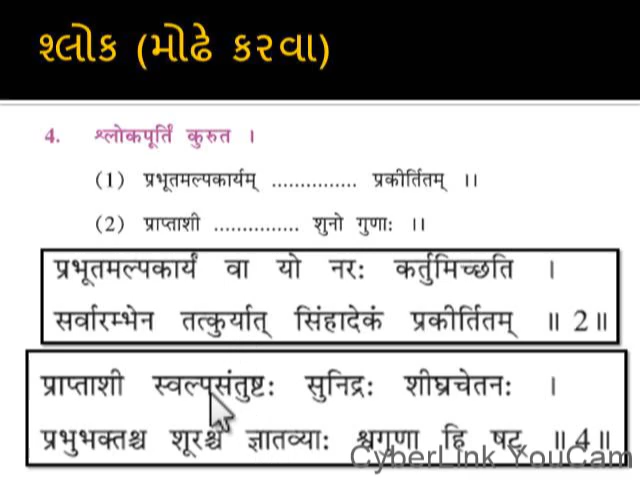 શ્લોક (મોઢે કરવા)
4. श्लोकपूर्तिं कुरुत ।
(1) प्रभूतमल्पकार्यम् ............... प्रकीर्तितम् ।।
(2) प्राप्ताशी ............... शुनो गुणाः ।।
प्रभूतमल्पकार्यं वा यो नरः कर्तुमिच्छति ।
सर्वारम्भेन तत्कुर्यात् सिंहादेकं प्रकीर्तितम् ॥ 2 ॥
प्राप्ताशी स्वल्पसंतुष्टः सुनिद्रः शीघ्रचेतनः ।
प्रभुभक्तश्च शूरश्च ज्ञातव्याः श्वगुणा हि षट् ॥ 4 ॥
CyberLink YouCam